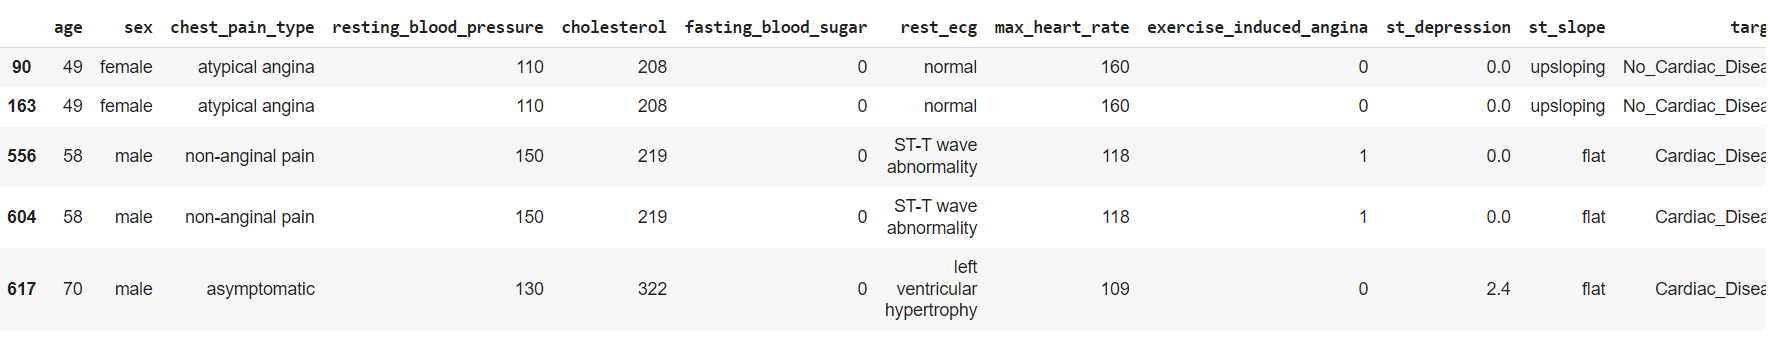 age sex chest_pain_type resting_blood_pressure cholesterol fasting_blood_sugar rest_ecg max_heart_rate exercise_induced_angina st_depression st_slope targ
90 49 female atypical angina 110 208 0 normal 160 0 0.0 upsloping No_Cardiac_Disea
163 49 female atypical angina 110 208 0 normal 160 0 0.0 upsloping No_Cardiac_Disea
556 58 male non-anginal pain 150 219 0 ST-T wave abnormality 118 1 0.0 flat Cardiac_Disea
604 58 male non-anginal pain 150 219 0 ST-T wave abnormality 118 1 0.0 flat Cardiac_Disea
617 70 male asymptomatic 130 322 0 left ventricular hypertrophy 109 0 2.4 flat Cardiac_Disea